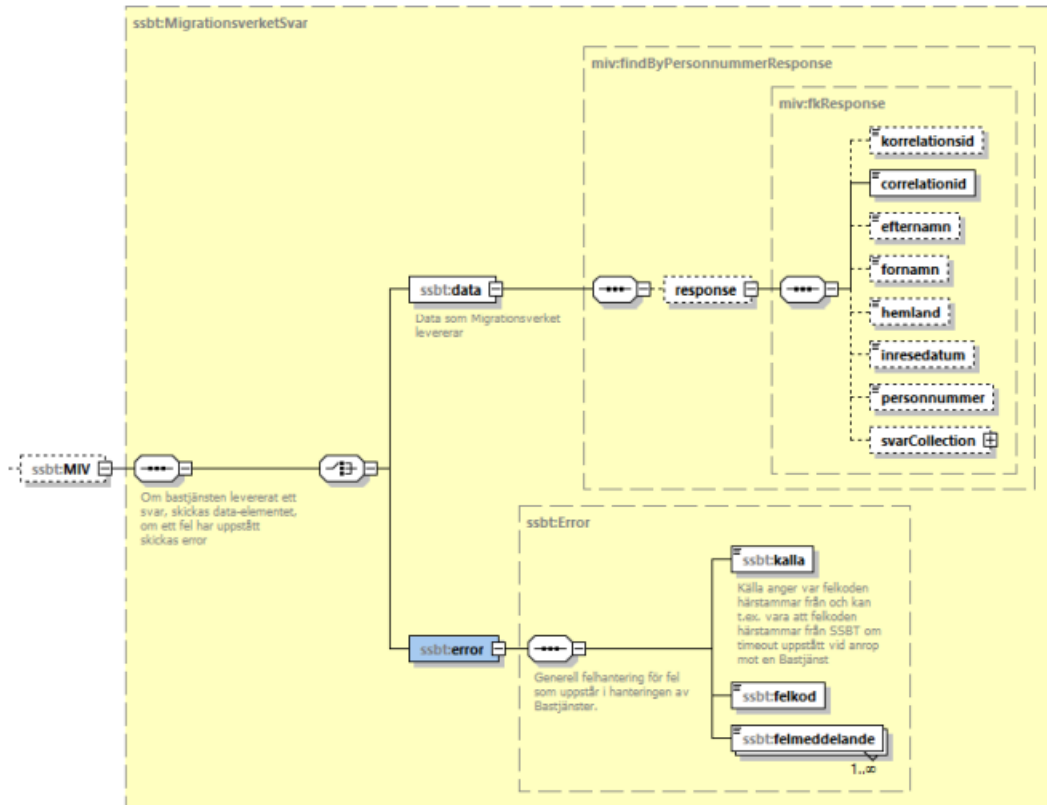 ssbt:MigrationsverketSvar
miv:findByPersonnummerResponse
miv:fkResponse
korrelationsid
correlationid
efternamn
fornamn
hemland
inresedatum
personnummer
svarCollection
ssbt:data
response
Data som Migrationsverket
levererar
ssbt:MIV
Om bastjänsten levererat ett
svar, skickas data-elementet,
om ett fel har uppstått
skickas error
ssbt:Error
ssbt:kalla
Källa anger var felkoden
härstammar från och kan
t.ex. vara att felkoden
härstammar från SSBT om
timeout uppstått vid anrop
mot en Bastjänst
ssbt:error
Generell felhantering för fel
som uppstår i hanteringen av
Bastjänster.
ssbt:felkod
ssbt:felmeddelande
1..∞